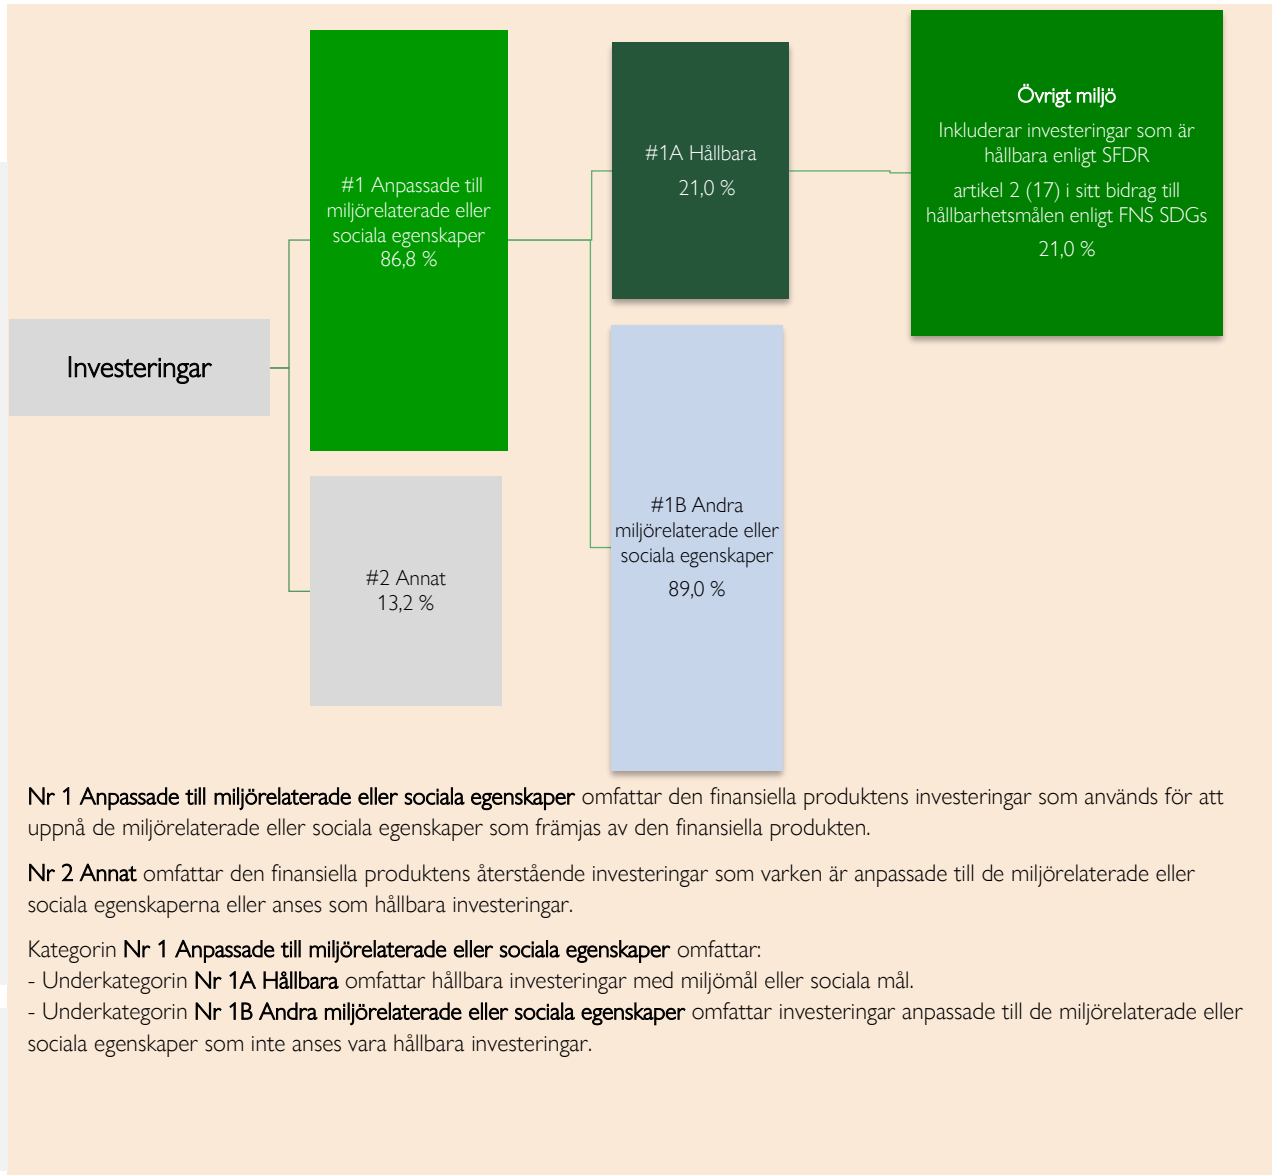 Investeringar
#1 Anpassade till
miljörelaterade eller
sociala egenskaper
86,8 %
#2 Annat
13,2 %
#1A Hållbara
21,0 %
#1B Andra
miljörelaterade eller
sociala egenskaper
89,0 %
Övrigt miljö
Inkluderar investeringar som är
hållbara enligt SFDR
artikel 2 (17) i sitt bidrag till
hållbarhetsmålen enligt FNS SDGs
21,0 %
Nr 1 Anpassade till miljörelaterade eller sociala egenskaper omfattar den finansiella produktens investeringar som används för att
uppnå de miljörelaterade eller sociala egenskaper som främjas av den finansiella produkten.
Nr 2 Annat omfattar den finansiella produktens återstående investeringar som varken är anpassade till de miljörelaterade eller
sociala egenskaperna eller anses som hållbara investeringar.
Kategorin Nr 1 Anpassade till miljörelaterade eller sociala egenskaper omfattar:
- Underkategorin Nr 1A Hållbara omfattar hållbara investeringar med miljömål eller sociala mål.
- Underkategorin Nr 1B Andra miljörelaterade eller sociala egenskaper omfattar investeringar anpassade till de miljörelaterade eller
sociala egenskaper som inte anses vara hållbara investeringar.